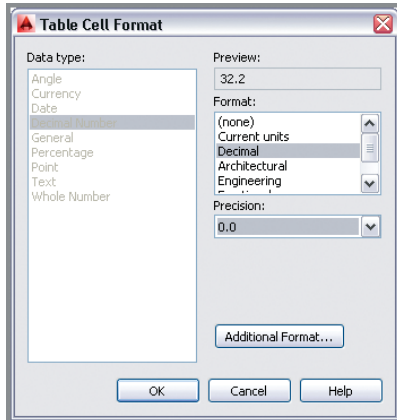 Table Cell Format
Data type:
Angle
Currency
Date
Decimal Number
General
Percentage
Point
Text
Whole Number
Preview:
32.2
Format:
(none)
Current units
Decimal
Architectural
Engineering
Precision:
0.0
Additional Format...
OK
Cancel
Help